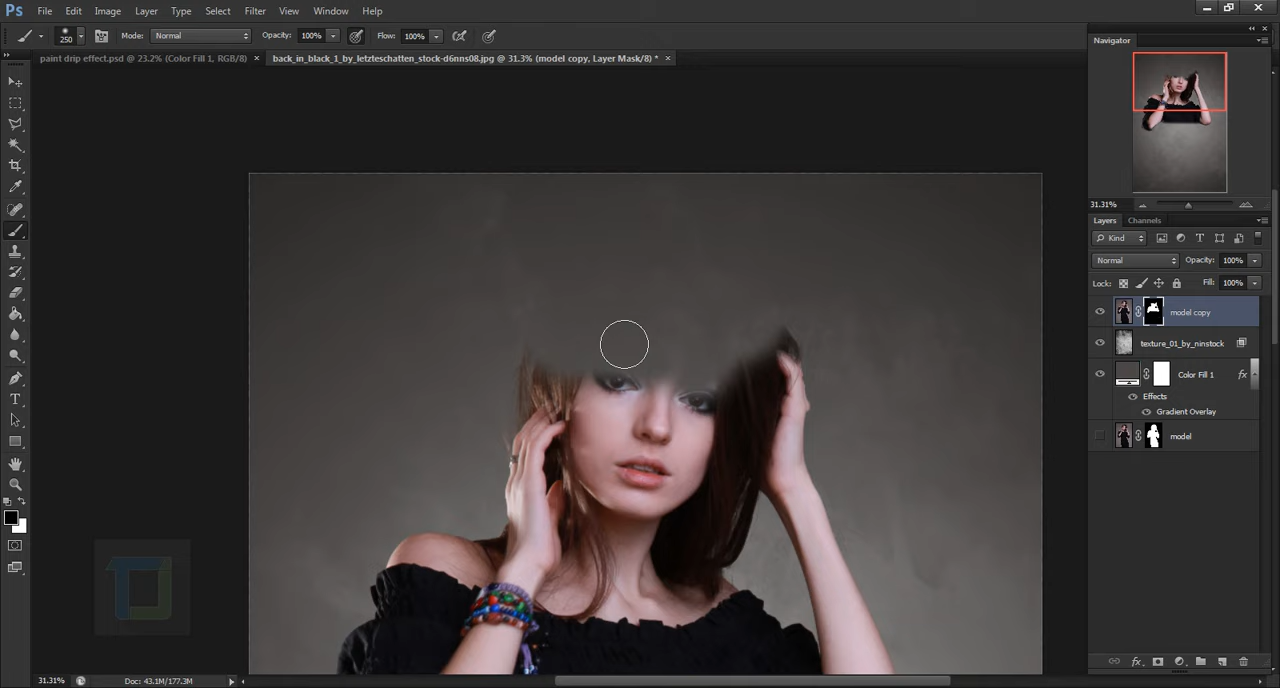 Ps File Edit Image Layer Type Select Filter View Window Help
250 Mode: Normal Opacity: 100% Flow: 100%
paint drip effect.psd @ 23.2% (Color Fill 1, RGB/8) × back_in_black_1_by_letzteschatten_stock-d6nns08.jpg @ 31.3% (model copy, Layer Mask/8) * ×
Navigator
31.31%
Layers Channels
Kind
Normal Opacity: 100%
Lock: Fill: 100%
model copy
texture_01_by_ninstock
Color Fill 1 fx
Effects
Gradient Overlay
model
31.31% Doc: 43.1M/177.3M